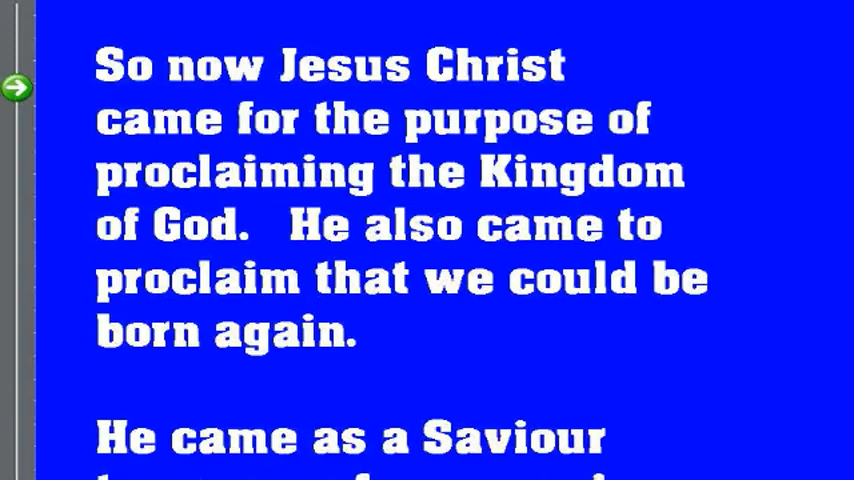 So now Jesus Christ
came for the purpose of
proclaiming the Kingdom
of God.   He also came to
proclaim that we could be
born again.
He came as a Saviour